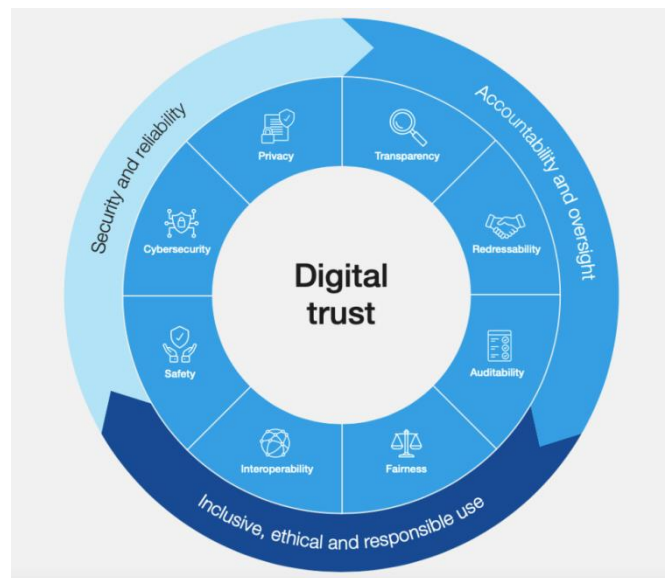 Digital
trust
Security and reliability
Accountability and oversight
Inclusive, ethical and responsible use
Privacy
Transparency
Redressability
Auditability
Fairness
Interoperability
Safety
Cybersecurity